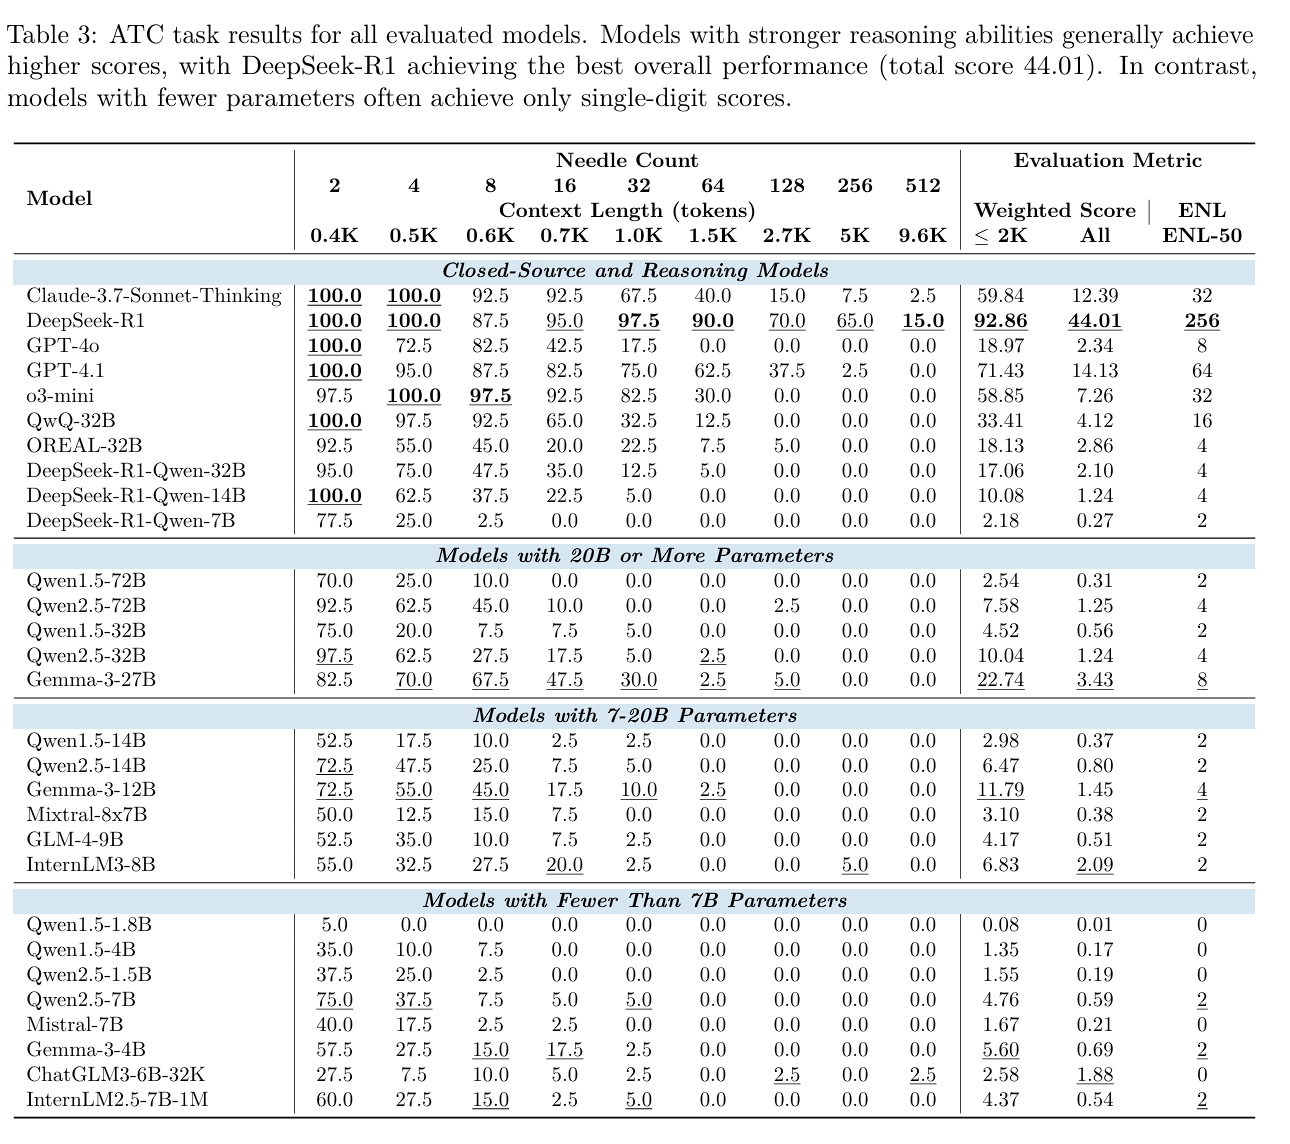 Table 3: ATC task results for all evaluated models. Models with stronger reasoning abilities generally achieve
higher scores, with DeepSeek-R1 achieving the best overall performance (total score 44.01). In contrast,
models with fewer parameters often achieve only single-digit scores.
Needle Count Evaluation Metric
2 4 8 16 32 64 128 256 512
Model
Context Length (tokens) Weighted Score | ENL
0.4K 0.5K 0.6K 0.7K 1.0K 1.5K 2.7K 5K 9.6K ≤ 2K All ENL-50
Closed-Source and Reasoning Models
Claude-3.7-Sonnet-Thinking 100.0 100.0 92.5 92.5 67.5 40.0 15.0 7.5 2.5 59.84 12.39 32
DeepSeek-R1 100.0 100.0 87.5 95.0 97.5 90.0 70.0 65.0 15.0 92.86 44.01 256
GPT-4o 100.0 72.5 82.5 42.5 17.5 0.0 0.0 0.0 0.0 18.97 2.34 8
GPT-4.1 100.0 95.0 87.5 82.5 75.0 62.5 37.5 2.5 0.0 71.43 14.13 64
o3-mini 97.5 100.0 97.5 92.5 82.5 30.0 0.0 0.0 0.0 58.85 7.26 32
QwQ-32B 100.0 97.5 92.5 65.0 32.5 12.5 0.0 0.0 0.0 33.41 4.12 16
OREAL-32B 92.5 55.0 45.0 20.0 22.5 7.5 5.0 0.0 0.0 18.13 2.86 4
DeepSeek-R1-Qwen-32B 95.0 75.0 47.5 35.0 12.5 5.0 0.0 0.0 0.0 17.06 2.10 4
DeepSeek-R1-Qwen-14B 100.0 62.5 37.5 22.5 5.0 0.0 0.0 0.0 0.0 10.08 1.24 4
DeepSeek-R1-Qwen-7B 77.5 25.0 2.5 0.0 0.0 0.0 0.0 0.0 0.0 2.18 0.27 2
Models with 20B or More Parameters
Qwen1.5-72B 70.0 25.0 10.0 0.0 0.0 0.0 0.0 0.0 0.0 2.54 0.31 2
Qwen2.5-72B 92.5 62.5 45.0 10.0 0.0 0.0 2.5 0.0 0.0 7.58 1.25 4
Qwen1.5-32B 75.0 20.0 7.5 7.5 5.0 0.0 0.0 0.0 0.0 4.52 0.56 2
Qwen2.5-32B 97.5 62.5 27.5 17.5 5.0 2.5 0.0 0.0 0.0 10.04 1.24 4
Gemma-3-27B 82.5 70.0 67.5 47.5 30.0 2.5 5.0 0.0 0.0 22.74 3.43 8
Models with 7-20B Parameters
Qwen1.5-14B 52.5 17.5 10.0 2.5 2.5 0.0 0.0 0.0 0.0 2.98 0.37 2
Qwen2.5-14B 72.5 47.5 25.0 7.5 5.0 0.0 0.0 0.0 0.0 6.47 0.80 2
Gemma-3-12B 72.5 55.0 45.0 17.5 10.0 2.5 0.0 0.0 0.0 11.79 1.45 4
Mixtral-8x7B 50.0 12.5 15.0 7.5 0.0 0.0 0.0 0.0 0.0 3.10 0.38 2
GLM-4-9B 52.5 35.0 10.0 7.5 2.5 0.0 0.0 0.0 0.0 4.17 0.51 2
InternLM3-8B 55.0 32.5 27.5 20.0 2.5 0.0 0.0 5.0 0.0 6.83 2.09 2
Models with Fewer Than 7B Parameters
Qwen1.5-1.8B 5.0 0.0 0.0 0.0 0.0 0.0 0.0 0.0 0.0 0.08 0.01 0
Qwen1.5-4B 35.0 10.0 7.5 0.0 0.0 0.0 0.0 0.0 0.0 1.35 0.17 0
Qwen2.5-1.5B 37.5 25.0 2.5 0.0 0.0 0.0 0.0 0.0 0.0 1.55 0.19 0
Qwen2.5-7B 75.0 37.5 7.5 5.0 5.0 0.0 0.0 0.0 0.0 4.76 0.59 2
Mistral-7B 40.0 17.5 2.5 2.5 0.0 0.0 0.0 0.0 0.0 1.67 0.21 0
Gemma-3-4B 57.5 27.5 15.0 17.5 2.5 0.0 0.0 0.0 0.0 5.60 0.69 2
ChatGLM3-6B-32K 27.5 7.5 10.0 5.0 2.5 0.0 2.5 0.0 2.5 2.58 1.88 0
InternLM2.5-7B-1M 60.0 27.5 15.0 2.5 5.0 0.0 0.0 0.0 0.0 4.37 0.54 2